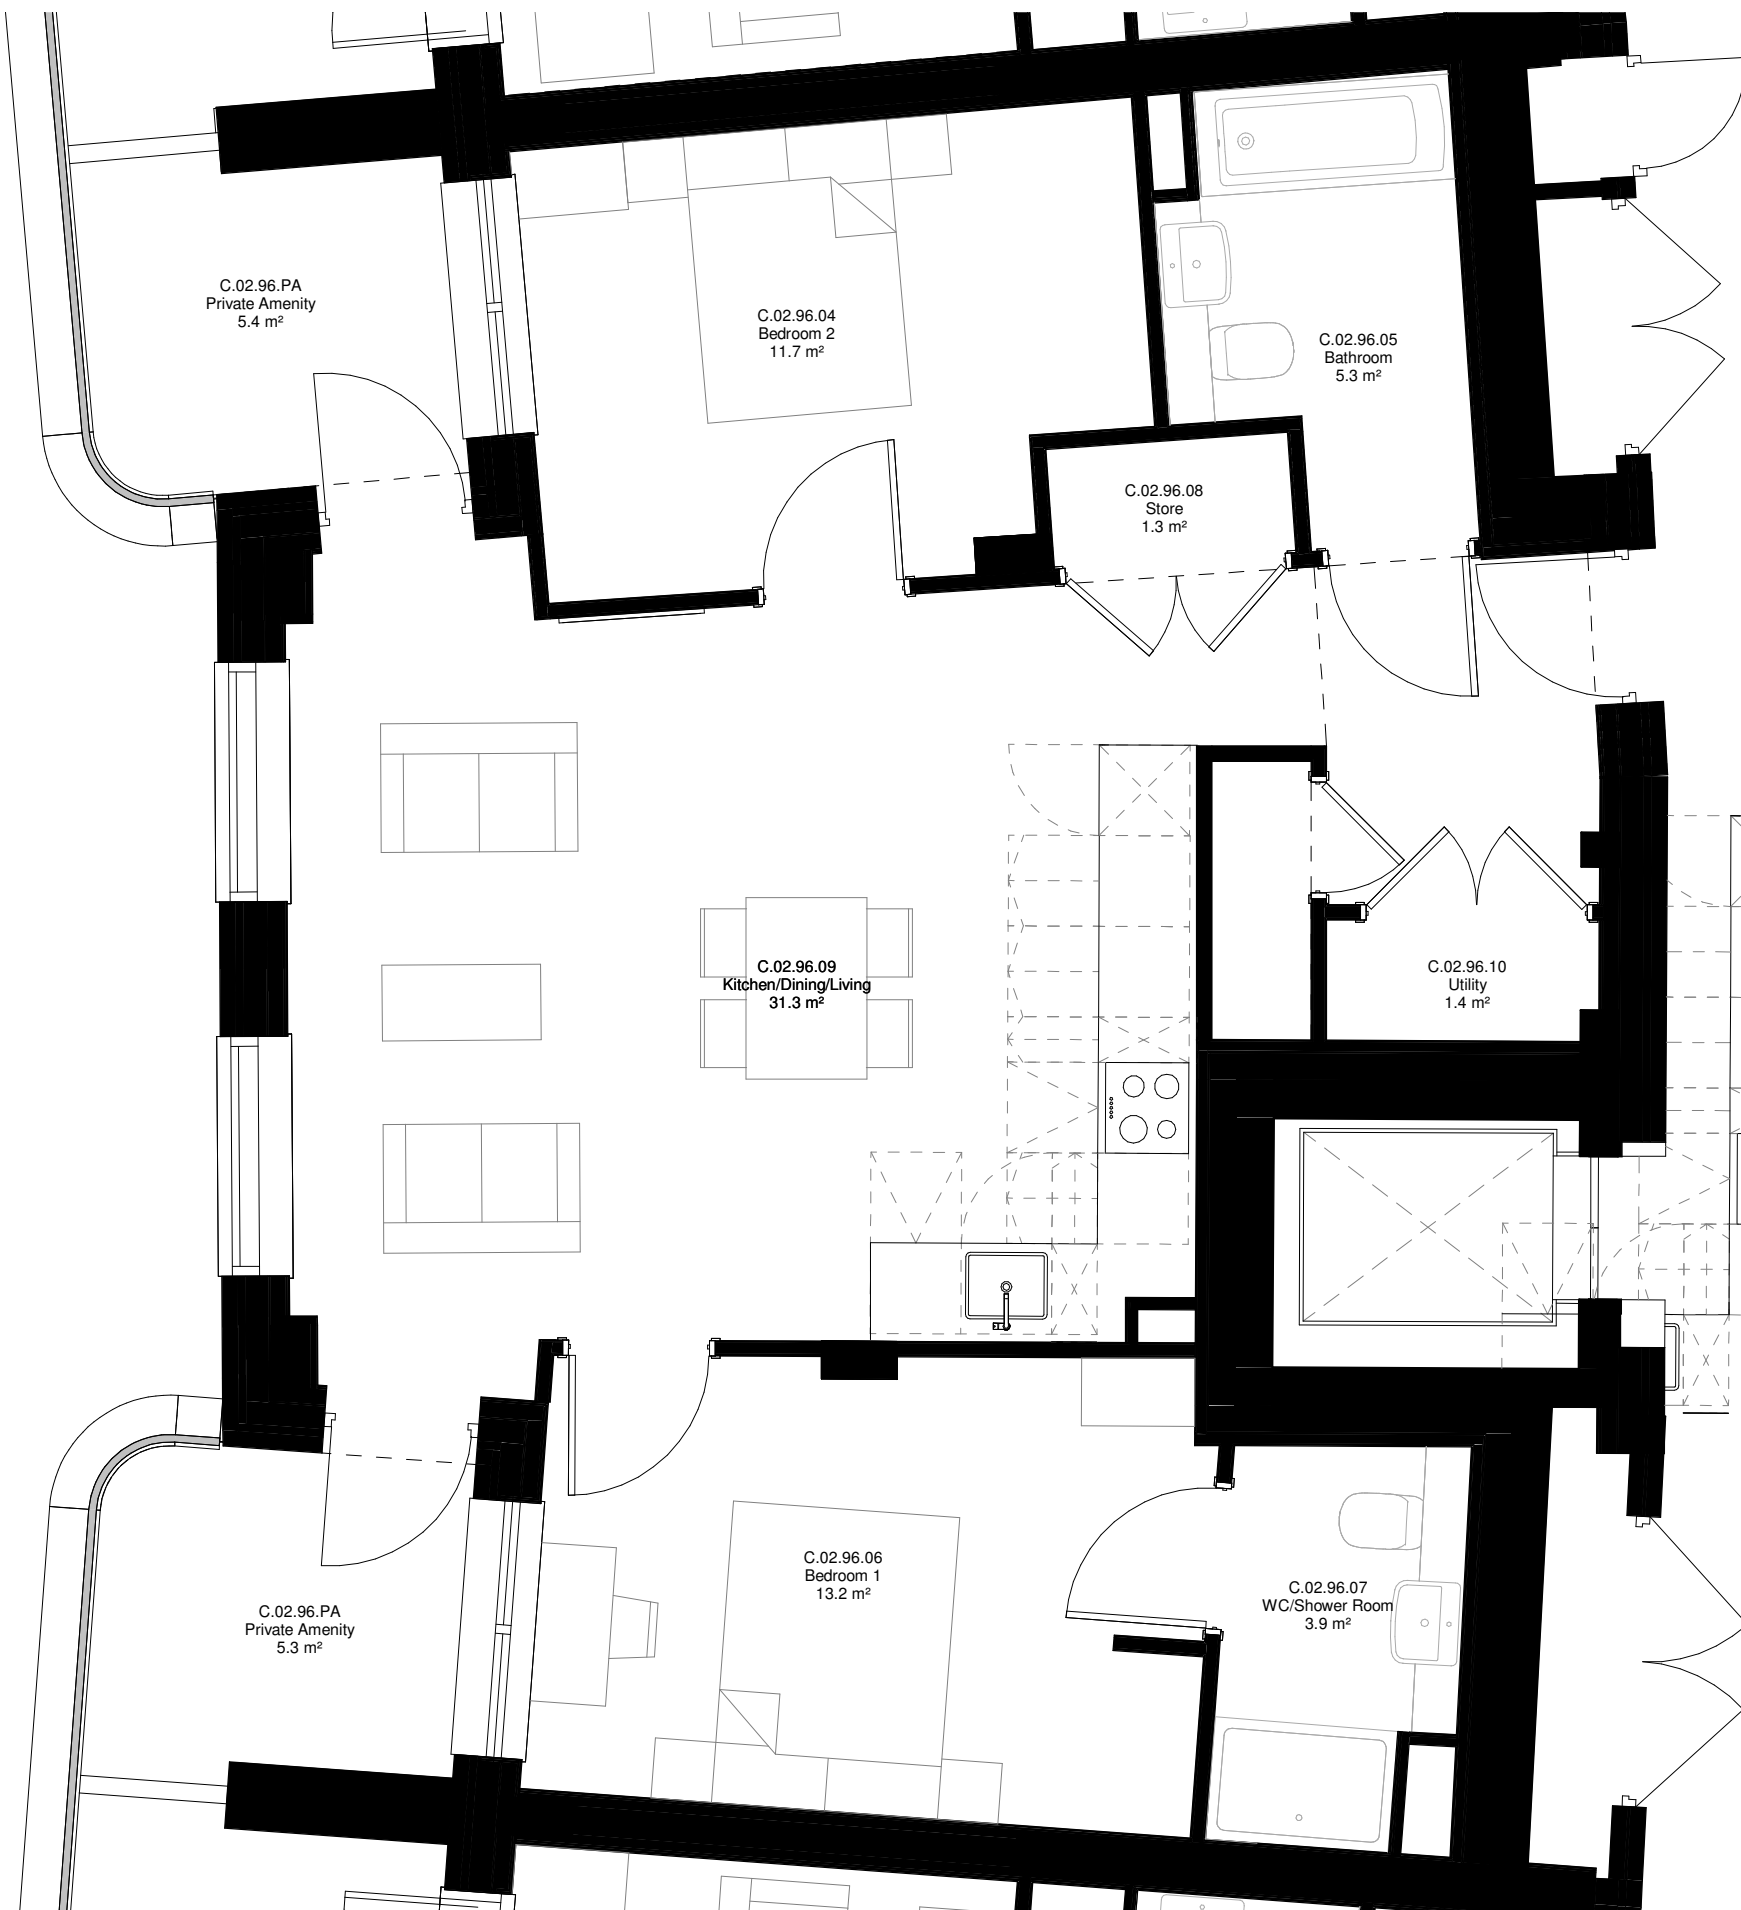 C.02.96.PA
Private Amenity
5.4 m²
C.02.96.04
Bedroom 2
11.7 m²
C.02.96.05
Bathroom
5.3 m²
C.02.96.08
Store
1.3 m²
C.02.96.09
Kitchen/Dining/Living
31.3 m²
C.02.96.10
Utility
1.4 m²
C.02.96.06
Bedroom 1
13.2 m²
C.02.96.07
WC/Shower Room
3.9 m²
C.02.96.PA
Private Amenity
5.3 m²